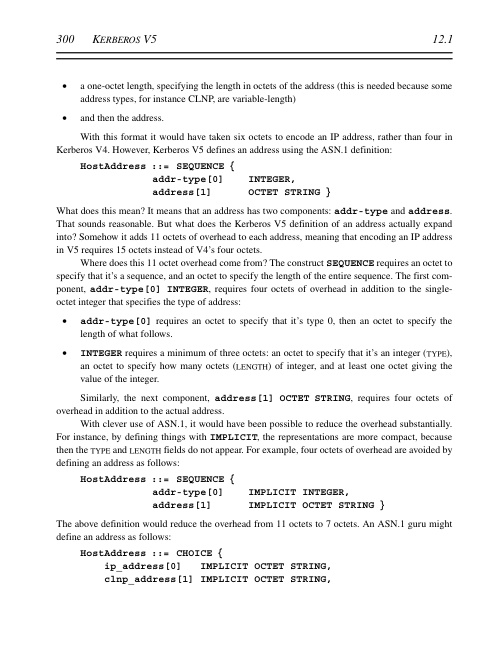 300 KERBEROS V5 12.1
• a one-octet length, specifying the length in octets of the address (this is needed because some
address types, for instance CLNP, are variable-length)
• and then the address.
With this format it would have taken six octets to encode an IP address, rather than four in
Kerberos V4. However, Kerberos V5 defines an address using the ASN.1 definition:
HostAddress ::= SEQUENCE {
addr-type[0] INTEGER,
address[1] OCTET STRING }
What does this mean? It means that an address has two components: addr-type and address.
That sounds reasonable. But what does the Kerberos V5 definition of an address actually expand
into? Somehow it adds 11 octets of overhead to each address, meaning that encoding an IP address
in V5 requires 15 octets instead of V4's four octets.
Where does this 11 octet overhead come from? The construct SEQUENCE requires an octet to
specify that it's a sequence, and an octet to specify the length of the entire sequence. The first com-
ponent, addr-type[0] INTEGER, requires four octets of overhead in addition to the single-
octet integer that specifies the type of address:
• addr-type[0] requires an octet to specify that it's type 0, then an octet to specify the
length of what follows.
• INTEGER requires a minimum of three octets: an octet to specify that it's an integer (TYPE),
an octet to specify how many octets (LENGTH) of integer, and at least one octet giving the
value of the integer.
Similarly, the next component, address[1] OCTET STRING, requires four octets of
overhead in addition to the actual address.
With clever use of ASN.1, it would have been possible to reduce the overhead substantially.
For instance, by defining things with IMPLICIT, the representations are more compact, because
then the TYPE and LENGTH fields do not appear. For example, four octets of overhead are avoided by
defining an address as follows:
HostAddress ::= SEQUENCE {
addr-type[0] IMPLICIT INTEGER,
address[1] IMPLICIT OCTET STRING }
The above definition would reduce the overhead from 11 octets to 7 octets. An ASN.1 guru might
define an address as follows:
HostAddress ::= CHOICE {
ip_address[0] IMPLICIT OCTET STRING,
clnp_address[1] IMPLICIT OCTET STRING,